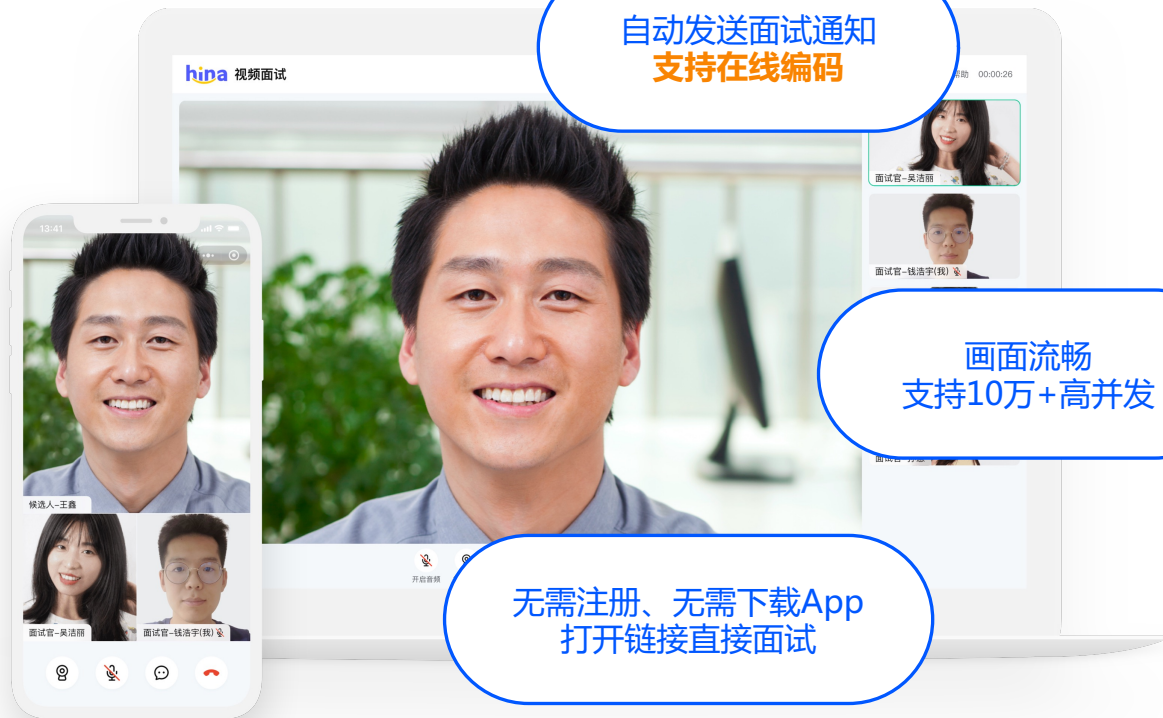 自动发送面试通知
支持在线编码
hina 视频面试
帮助 00:00:26
面试官-吴洁丽
面试官-钱浩宇(我)
画面流畅
支持10万+高并发
开启音频
无需注册、无需下载App
打开链接直接面试
13:41
候选人-王鑫
面试官-吴洁丽
面试官-钱浩宇(我)